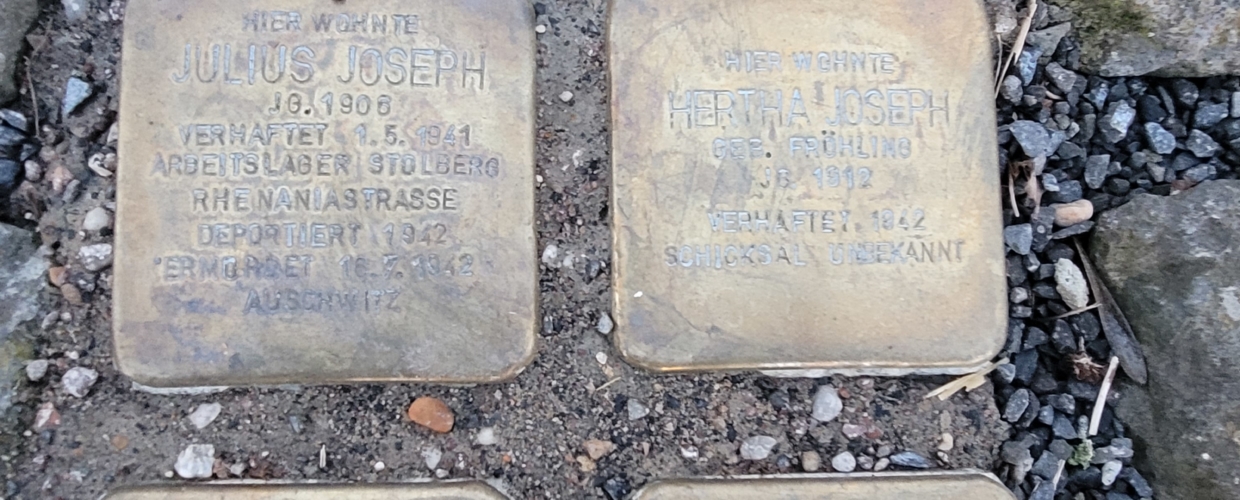 HIER WOHNTE
JULIUS JOSEPH
JG. 1908
VERHAFTET 1.5.1941
ARBEITSLAGER STOLBERG
RHENANIASTRASSE
DEPORTIERT 1942
ERMORDET 16.7.1942
AUSCHWITZ
HIER WOHNTE
HERTHA JOSEPH
GEB. FRÖHLING
JG. 1912
VERHAFTET 1942
SCHICKSAL UNBEKANNT